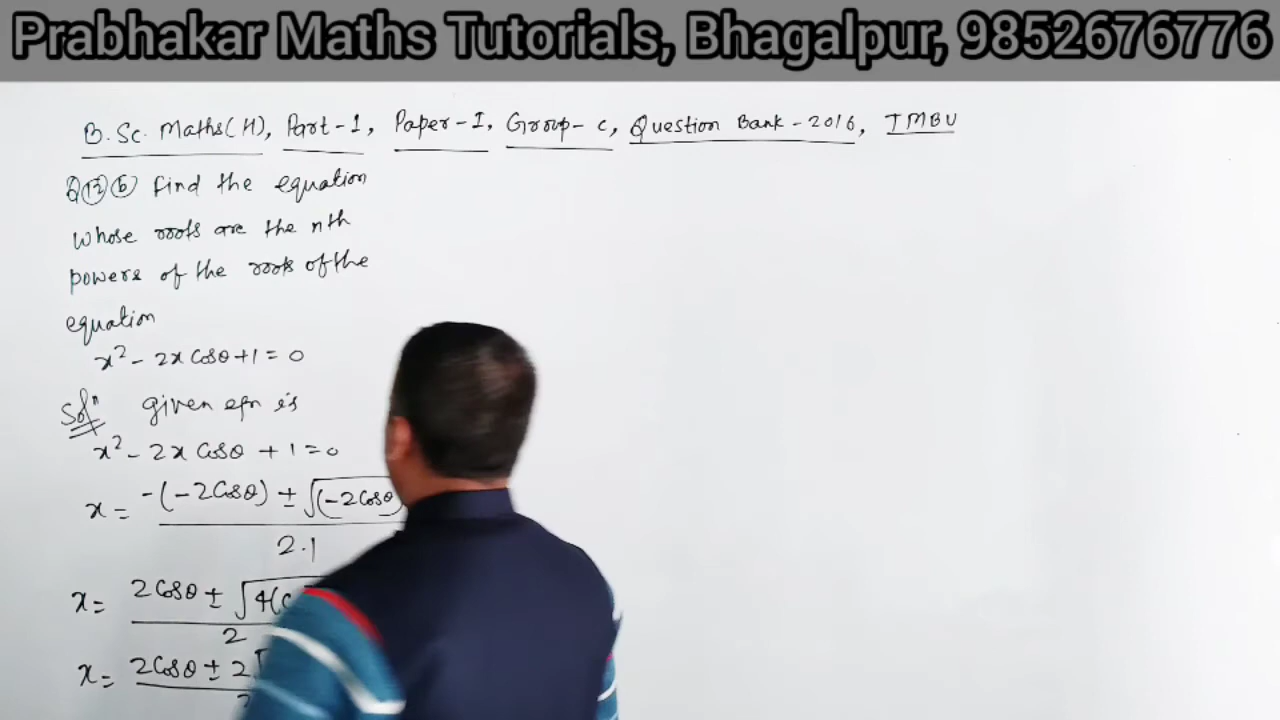 Prabhakar Maths Tutorials, Bhagalpur, 9852676776
B.Sc. Maths(H), Part-1, Paper-I, Group-C, Question Bank-2016, TMBU
Q 12 b Find the equation
whose roots are the nth
powers of the roots of the
equation
x² - 2x Cosθ + 1 = 0
Solⁿ given eqn is
x² - 2x Cosθ + 1 = 0
x = -(-2Cosθ) ± √(-2Cosθ)
2.1
x = 2Cosθ ± √4(c
2
x = 2Cosθ ± 2√